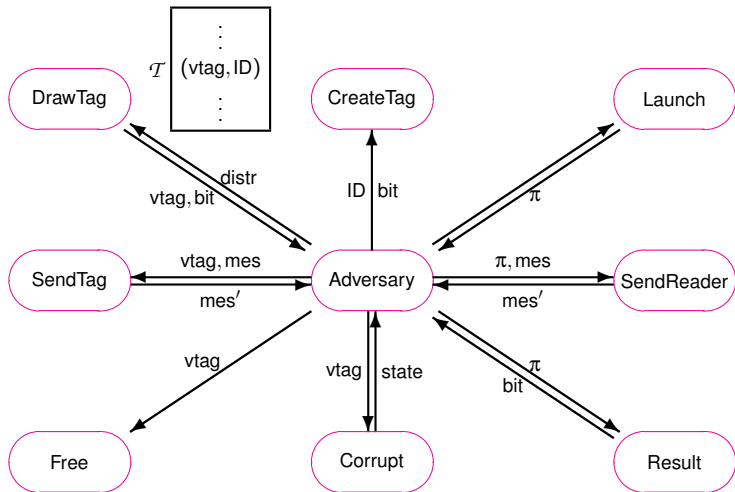 ⋮
𝒯 (vtag, ID)
⋮
DrawTag
CreateTag
Launch
distr
vtag, bit
ID bit
π
SendTag
vtag, mes
mes′
Adversary
π, mes
mes′
SendReader
vtag
vtag state
π
bit
Free
Corrupt
Result